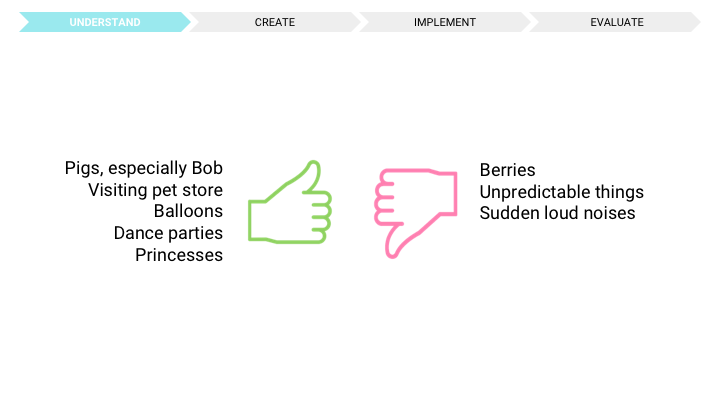 UNDERSTAND
CREATE
IMPLEMENT
EVALUATE
Pigs, especially Bob
Visiting pet store
Balloons
Dance parties
Princesses
Berries
Unpredictable things
Sudden loud noises